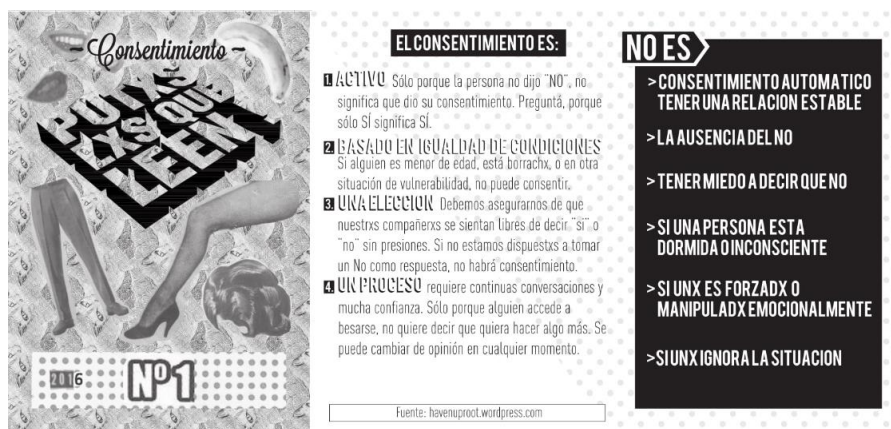 Consentimiento
PUTXS
LXS QUE
LEEN
2016
Nº1
EL CONSENTIMIENTO ES:
1. ACTIVO Sólo porque la persona no dijo "NO", no
significa que dio su consentimiento. Preguntá, porque
sólo SÍ significa SÍ.
2. BASADO EN IGUALDAD DE CONDICIONES
Si alguien es menor de edad, está borrachx, o en otra
situación de vulnerabilidad, no puede consentir.
3. UNA ELECCION Debemos asegurarnos de que
nuestrxs compañerxs se sientan libres de decir "si" o
"no" sin presiones. Si no estamos dispuestxs a tomar
un No como respuesta, no habrá consentimiento.
4. UN PROCESO requiere continuas conversaciones y
mucha confianza. Sólo porque alguien accede a
besarse, no quiere decir que quiera hacer algo más. Se
puede cambiar de opinión en cualquier momento.
Fuente: havenuproot.wordpress.com
NO ES
> CONSENTIMIENTO AUTOMATICO
TENER UNA RELACION ESTABLE
> LA AUSENCIA DEL NO
> TENER MIEDO A DECIR QUE NO
> SI UNA PERSONA ESTA
DORMIDA O INCONSCIENTE
> SI UNX ES FORZADX O
MANIPULADX EMOCIONALMENTE
>SI UNX IGNORA LA SITUACION